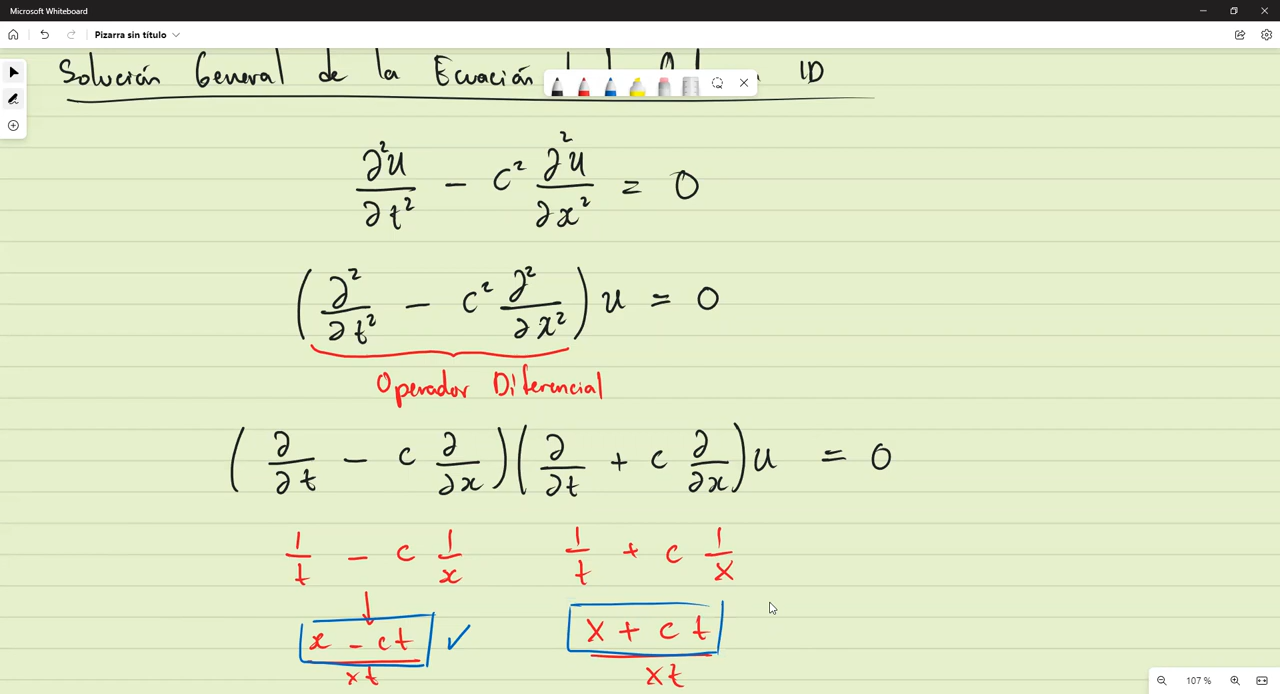 Microsoft Whiteboard
Pizarra sin título
Solución General de la Ecuación 1D
∂²u/∂t² - c² ∂²u/∂x² = 0
(∂²/∂t² - c² ∂²/∂x²) u = 0
Operador Diferencial
(∂/∂t - c ∂/∂x)(∂/∂t + c ∂/∂x) u = 0
1/t - c 1/x 1/t + c 1/x
x - ct ✓ x + ct
xt xt
107 %